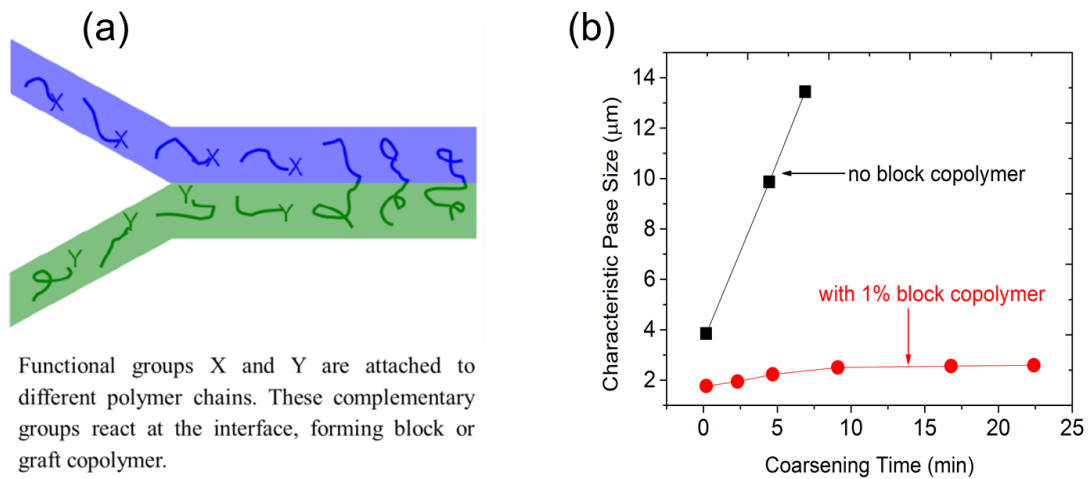 (a)
X
X
X
X
Y
Y
Y
Y
Functional groups X and Y are attached to
different polymer chains. These complementary
groups react at the interface, forming block or
graft copolymer.
(b)
Characteristic Pase Size (μm)
14
12
10
8
6
4
2
no block copolymer
with 1% block copolymer
0
5
10
15
20
25
Coarsening Time (min)